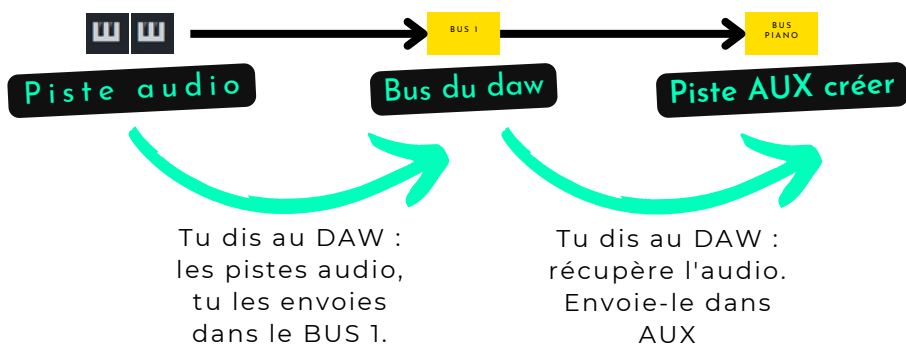 BUS 1
BUS
PIANO
Piste audio
Bus du daw
Piste AUX créer
Tu dis au DAW :
les pistes audio,
tu les envoies
dans le BUS 1.
Tu dis au DAW :
récupère l'audio.
Envoie-le dans
AUX